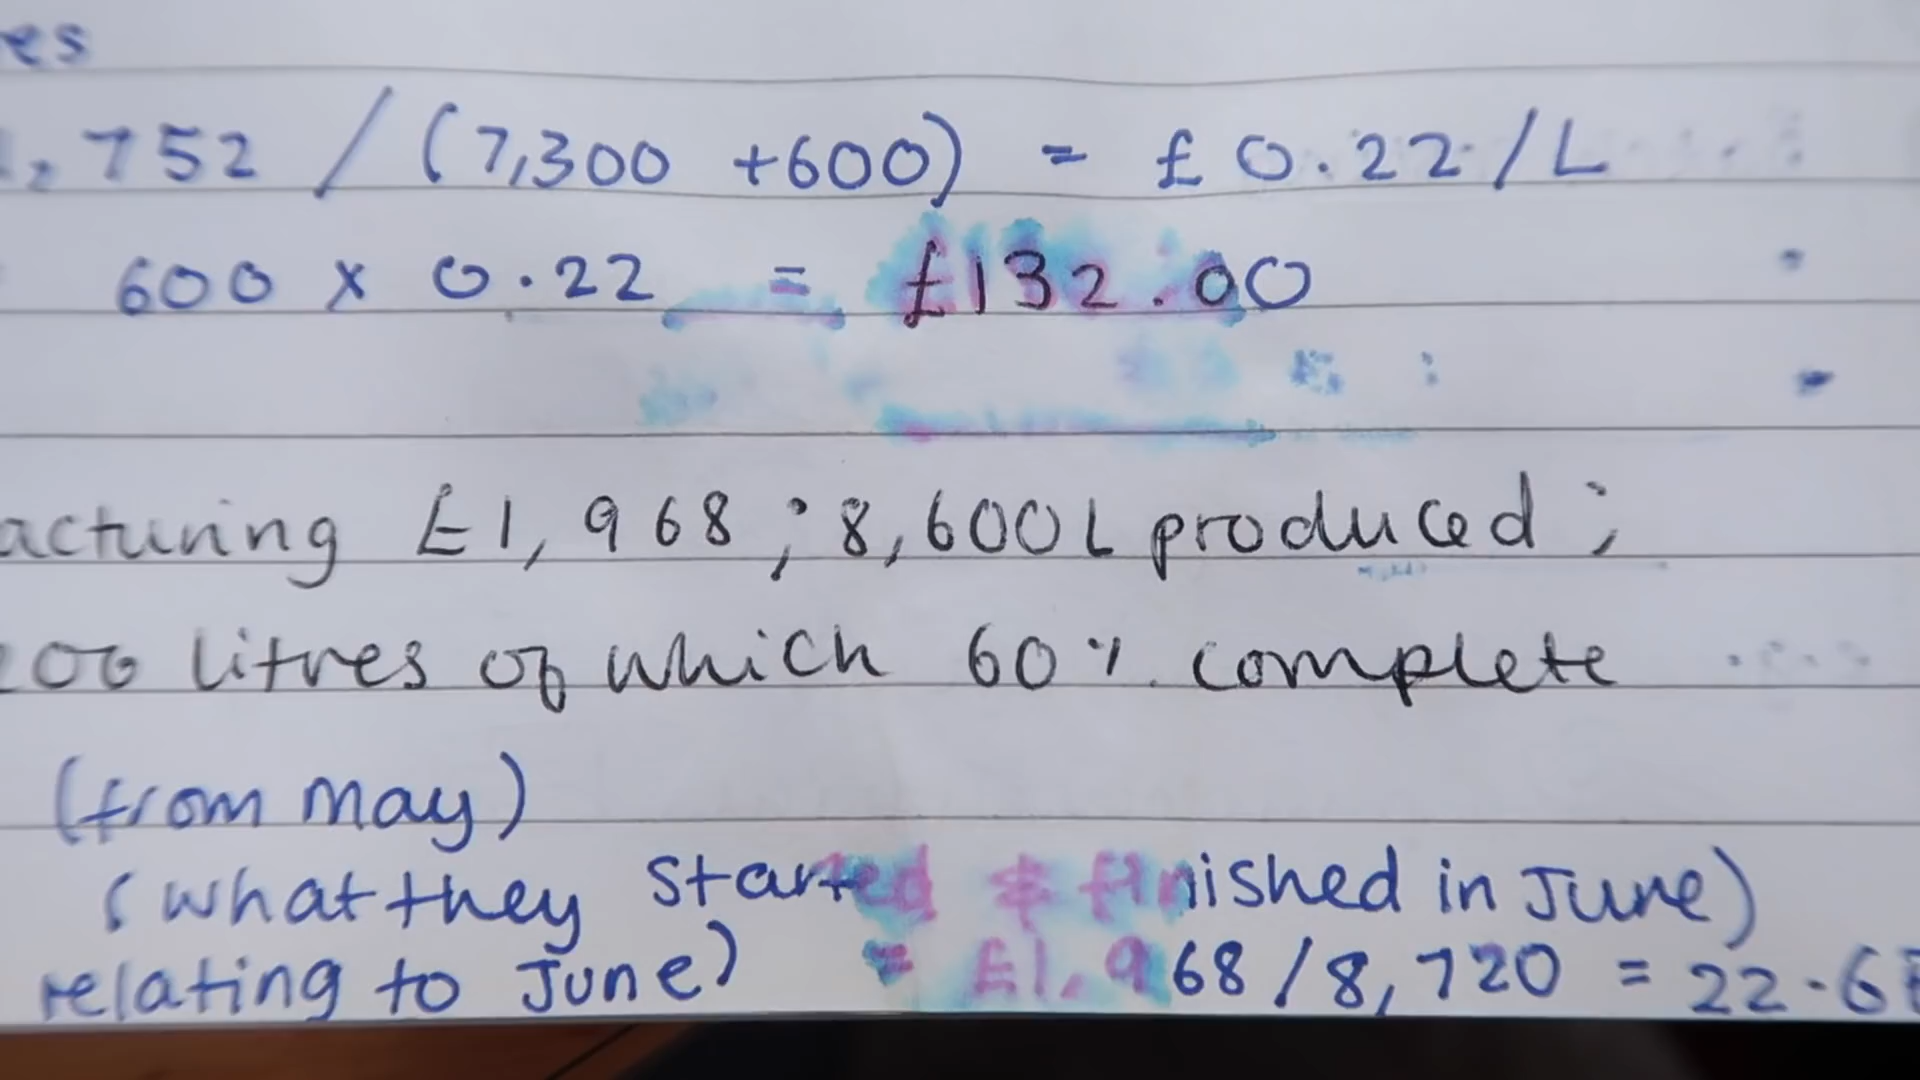 es
1,752 / (7,300 +600) = £0.22/L
600 x 0.22 = £132.00
acturing £1,968; 8,600L produced;
200 litres of which 60% complete
(from May)
(what they started & finished in June)
relating to June) = £1,968/8,720 = 22.6